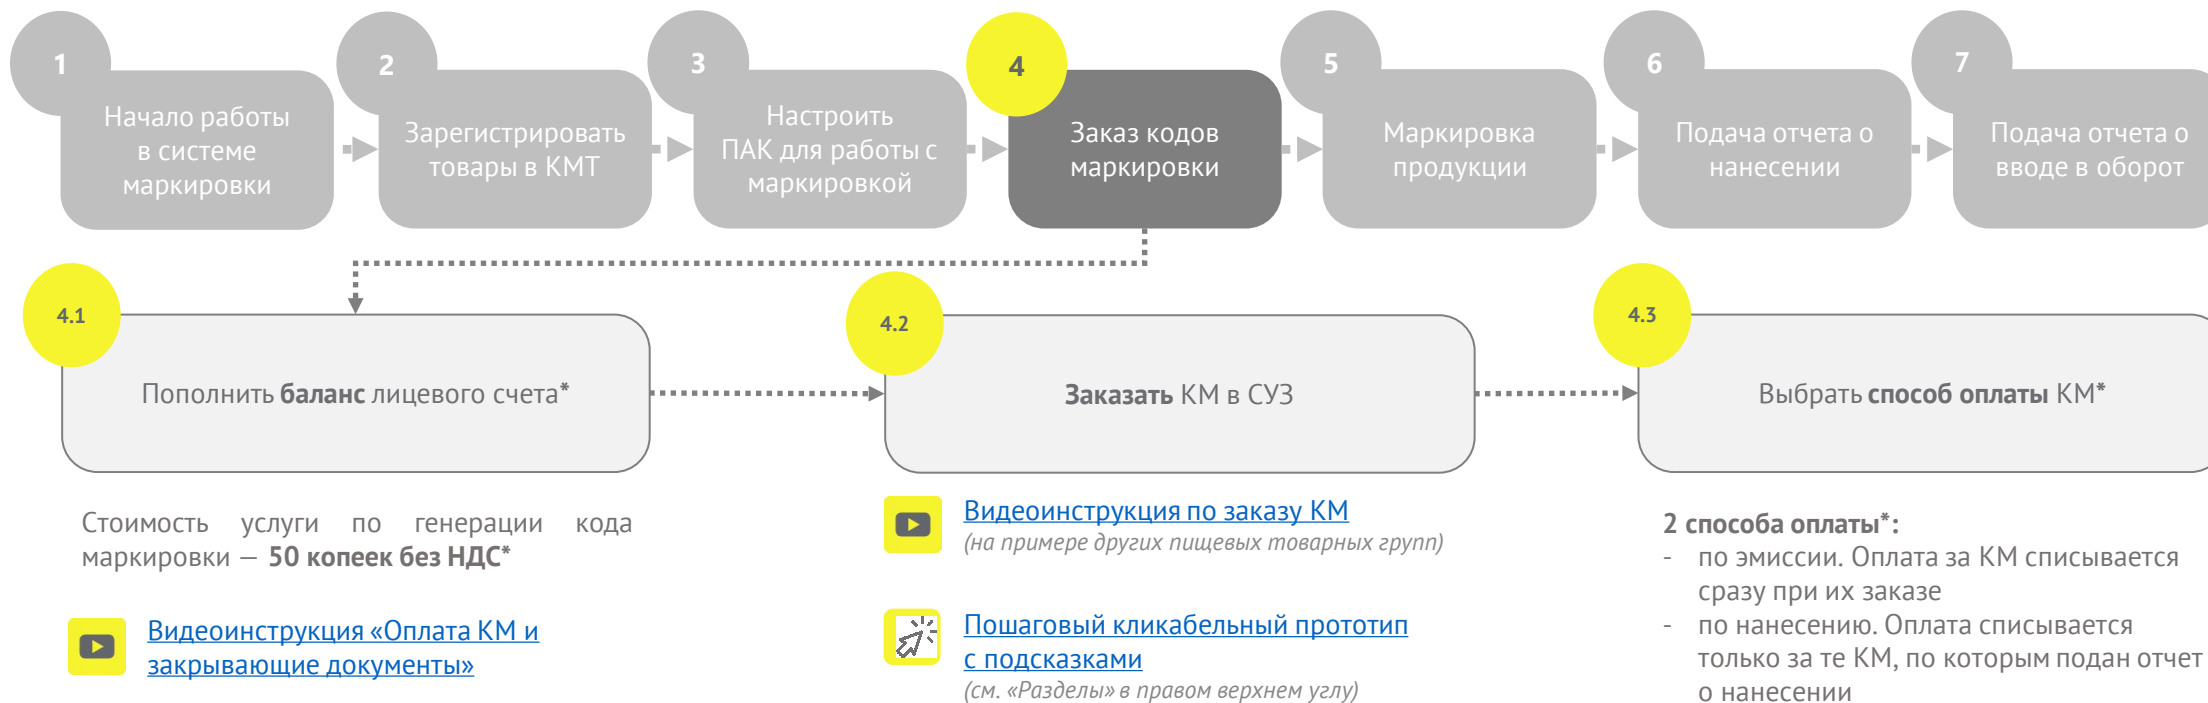 1
Начало работы
в системе
маркировки
2
Зарегистрировать
товары в КМТ
3
Настроить
ПАК для работы с
маркировкой
4
Заказ кодов
маркировки
5
Маркировка
продукции
6
Подача отчета о
нанесении
7
Подача отчета о
вводе в оборот
4.1
Пополнить баланс лицевого счета*
4.2
Заказать КМ в СУЗ
4.3
Выбрать способ оплаты КМ*
Стоимость услуги по генерации кода
маркировки — 50 копеек без НДС*
Видеоинструкция «Оплата КМ и
закрывающие документы»
Видеоинструкция по заказу КМ
(на примере других пищевых товарных групп)
Пошаговый кликабельный прототип
с подсказками
(см. «Разделы» в правом верхнем углу)
2 способа оплаты*:
- по эмиссии. Оплата за КМ списывается
сразу при их заказе
- по нанесению. Оплата списывается
только за те КМ, по которым подан отчет
о нанесении